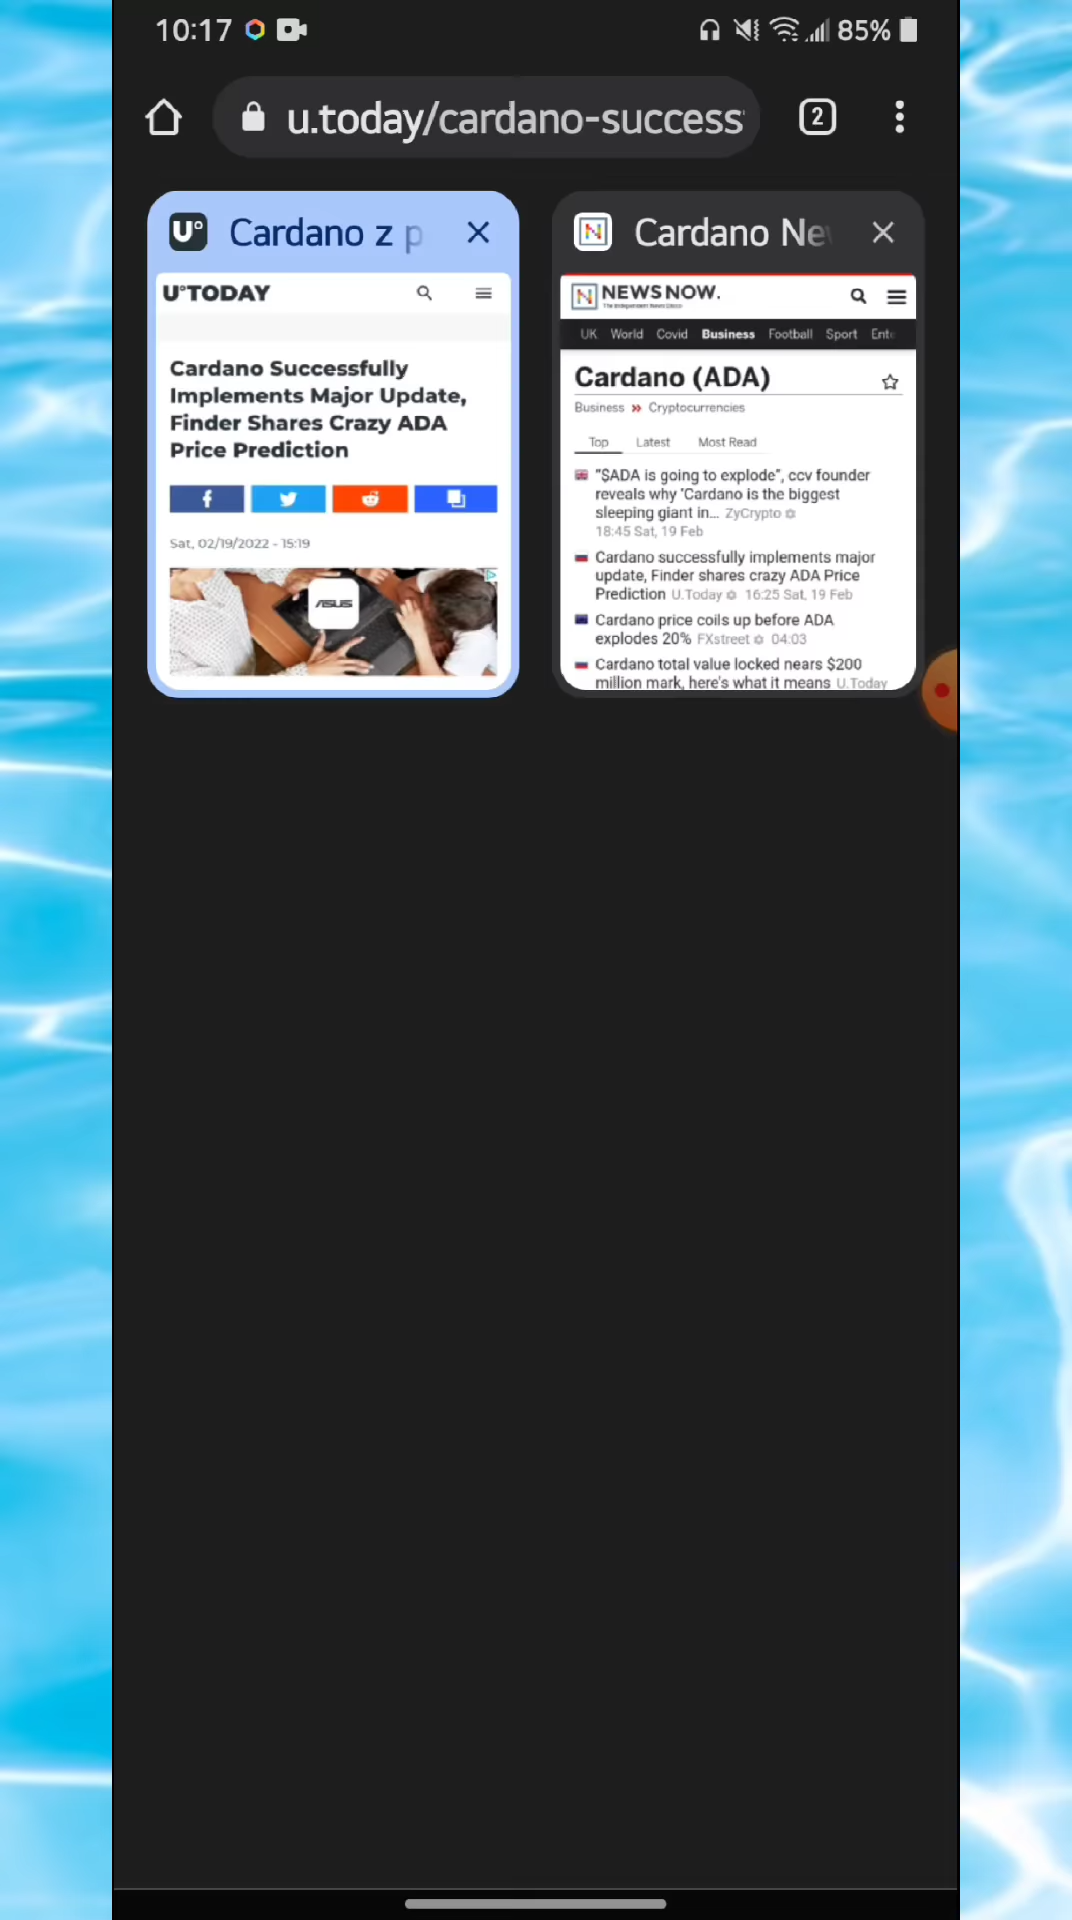 10:17
85%
u.today/cardano-success
2
U° Cardano z p
U°TODAY
Cardano Successfully
Implements Major Update,
Finder Shares Crazy ADA
Price Prediction
Sat, 02/19/2022 - 15:19
ASUS
N Cardano Ne
N NEWS NOW.
UK World Covid Business Football Sport Ent
Cardano (ADA)
Business » Cryptocurrencies
Top Latest Most Read
"$ADA is going to explode", ccv founder
reveals why 'Cardano is the biggest
sleeping giant in... ZyCrypto
18:45 Sat, 19 Feb
Cardano successfully implements major
update, Finder shares crazy ADA Price
Prediction U.Today 16:25 Sat, 19 Feb
Cardano price coils up before ADA
explodes 20% FXstreet 04:03
Cardano total value locked nears $200
million mark, here's what it means U.Today